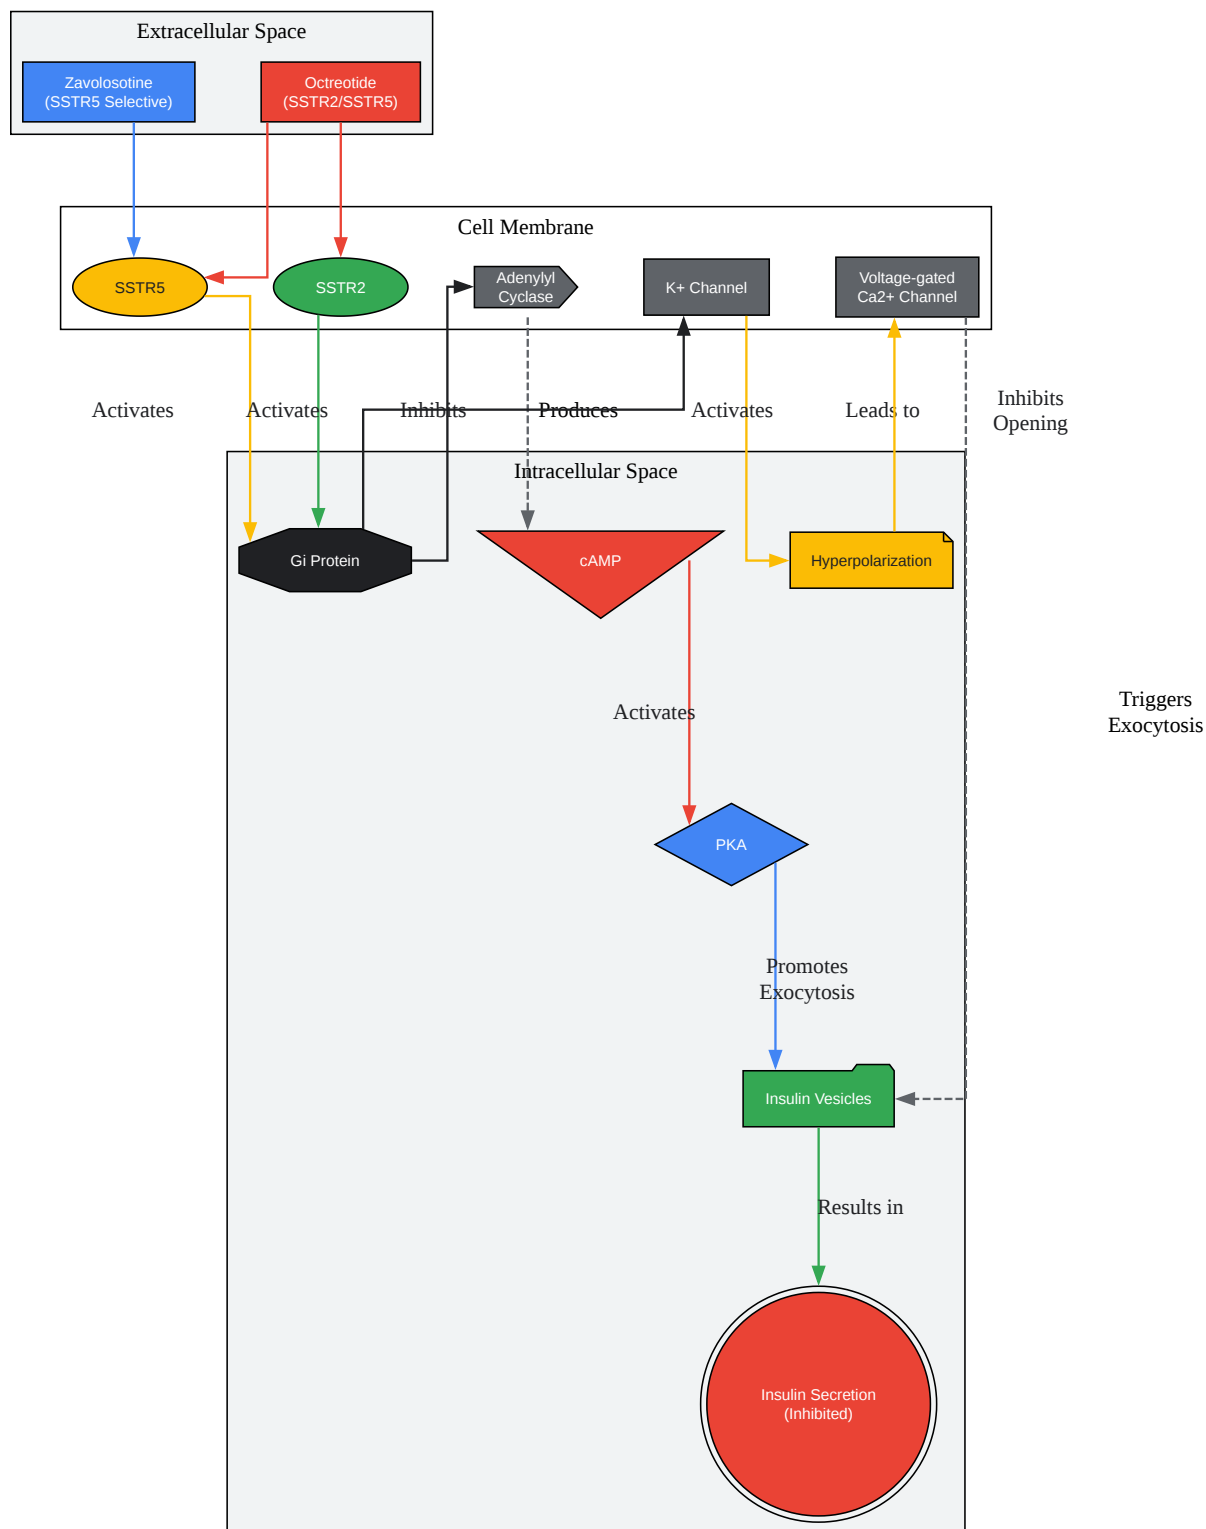 Extracellular Space
Zavolosotine
(SSTR5 Selective)
Octreotide
(SSTR2/SSTR5)
Cell Membrane
SSTR5
SSTR2
Adenylyl
Cyclase
K+ Channel
Voltage-gated
Ca2+ Channel
Activates
Activates
Inhibits
Produces
Activates
Leads to
Inhibits
Opening
Intracellular Space
Gi Protein
cAMP
Hyperpolarization
Triggers
Exocytosis
Activates
PKA
Promotes
Exocytosis
Insulin Vesicles
Results in
Insulin Secretion
(Inhibited)